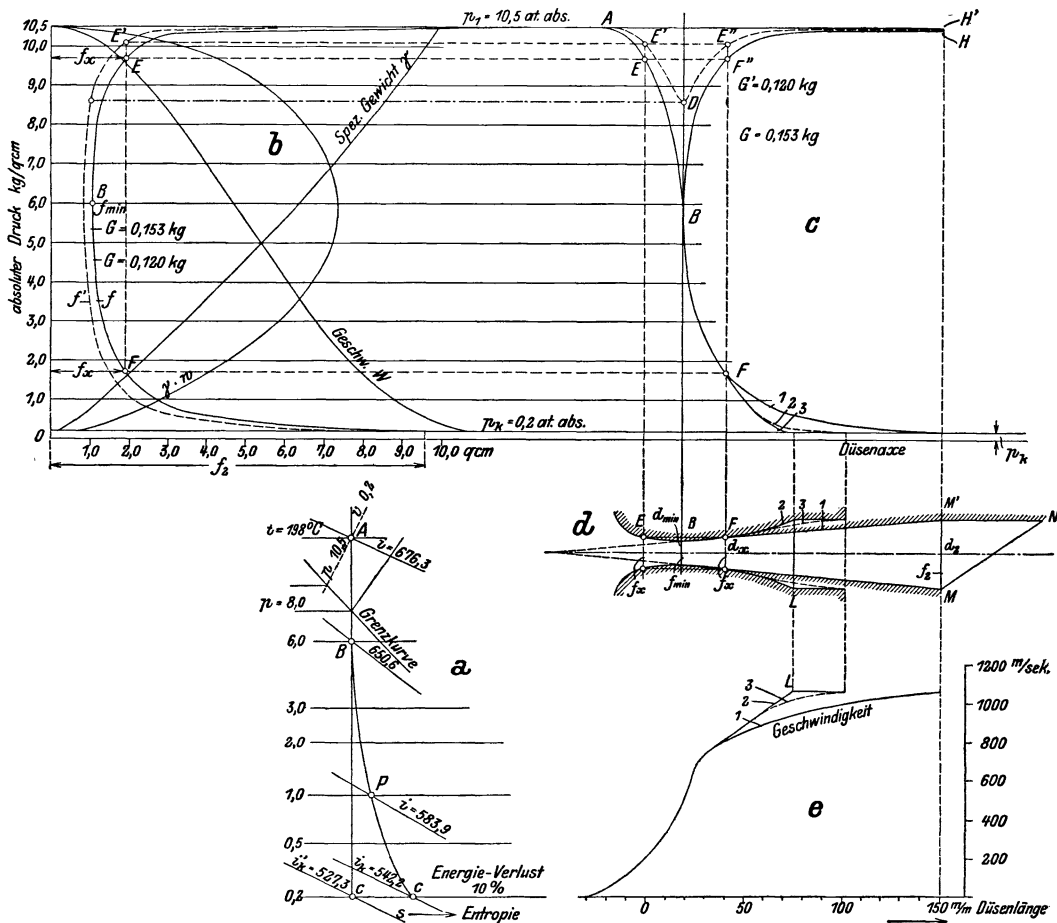 p₁ = 10,5 at. abs.
absoluter Druck kg/qcm
10,5
10,0
9,0
8,0
7,0
6,0
5,0
4,0
3,0
2,0
1,0
0
E'
E
fx
b
Spez. Gewicht γ
B
fmin
G = 0,153 kg
G = 0,120
f'
f
F
fx
γ · w
Geschw. W
pₖ = 0,2 at. abs.
1,0 2,0 3,0 4,0 5,0 6,0 7,0 8,0 9,0 10,0 qcm
f₂
A
E'
E
D
B
E"
F"
G' = 0,120 kg
G = 0,153 kg
c
H'
H
F
1 2 3
Düsenaxe
pₖ
a
t = 198°C
v 0,2
A
p 10,5
i = 676,3
p = 8,0
Grenzkurve
6,0
B
650,6
3,0
2,0
1,0
P
i = 583,9
0,5
i'ₖ = 527,3
iₖ = 542,2
Energie-Verlust
10 %
0,2
C
C
s
Entropie
d
E
dmin
B
F
2
3
1
M'
N
dx
d₂
fx
fmin
fx
f₂
L
M
e
L
3
2
1
Geschwindigkeit
1200 m/sek.
1000
800
600
400
200
0
50
100
150 m/m Düsenlänge